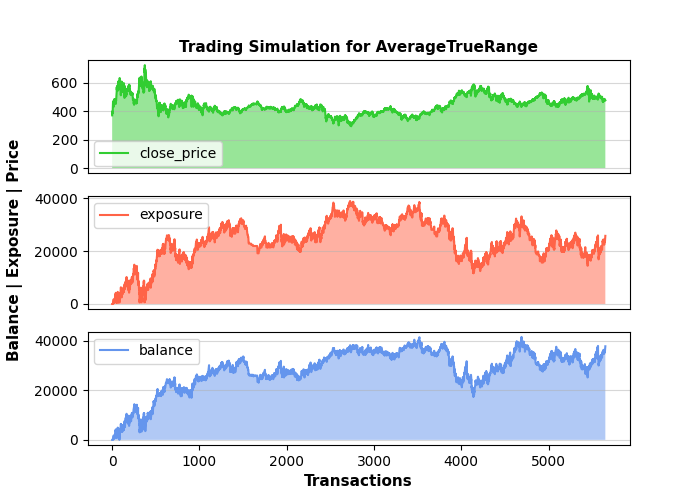 Trading Simulation for AverageTrueRange
Balance | Exposure | Price
600
400
200
0
close_price
40000
20000
0
exposure
40000
20000
0
balance
0 1000 2000 3000 4000 5000
Transactions